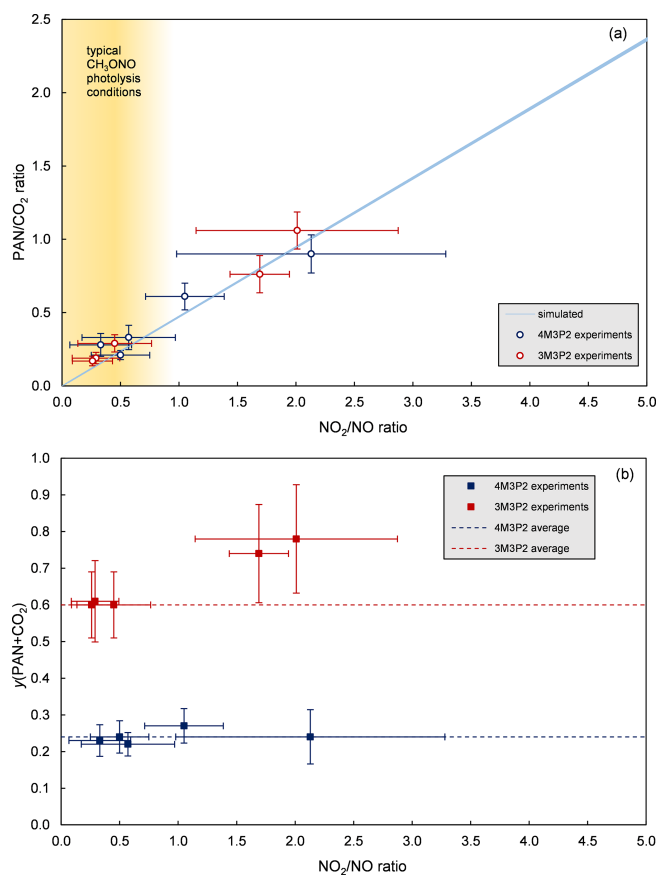 (a)
typical
CH₃ONO
photolysis
conditions
2.5
2.0
1.5
1.0
0.5
0.0
PAN/CO₂ ratio
simulated
4M3P2 experiments
3M3P2 experiments
0.0 0.5 1.0 1.5 2.0 2.5 3.0 3.5 4.0 4.5 5.0
NO₂/NO ratio
(b)
1.0
0.9
0.8
0.7
0.6
0.5
0.4
0.3
0.2
0.1
0.0
y(PAN+CO₂)
4M3P2 experiments
3M3P2 experiments
4M3P2 average
3M3P2 average
0.0 0.5 1.0 1.5 2.0 2.5 3.0 3.5 4.0 4.5 5.0
NO₂/NO ratio